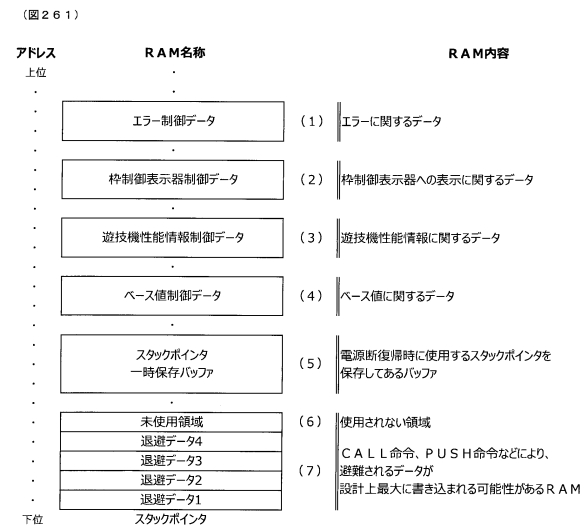 （図２６１）
アドレス ＲＡＭ名称 ＲＡＭ内容
上位
エラー制御データ （１） エラーに関するデータ
枠制御表示器制御データ （２） 枠制御表示器への表示に関するデータ
遊技機性能情報制御データ （３） 遊技機性能情報に関するデータ
ベース値制御データ （４） ベース値に関するデータ
スタックポインタ
一時保存バッファ
（５）
電源断復帰時に使用するスタックポインタを
保存してあるバッファ
未使用領域 （６） 使用されない領域
退避データ4
退避データ3
退避データ2
退避データ1
（７）
ＣＡＬＬ命令、ＰＵＳＨ命令などにより、
避難されるデータが
設計上最大に書き込まれる可能性があるＲＡＭ
下位 スタックポインタ